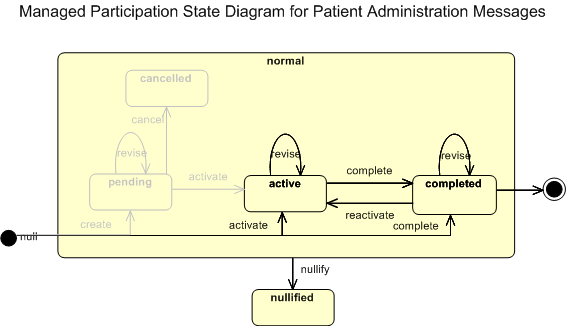 Managed Participation State Diagram for Patient Administration Messages
normal
cancelled
cancel
revise
revise
revise
pending
activate
active
complete
completed
reactivate
create
activate
complete
null
nullify
nullified